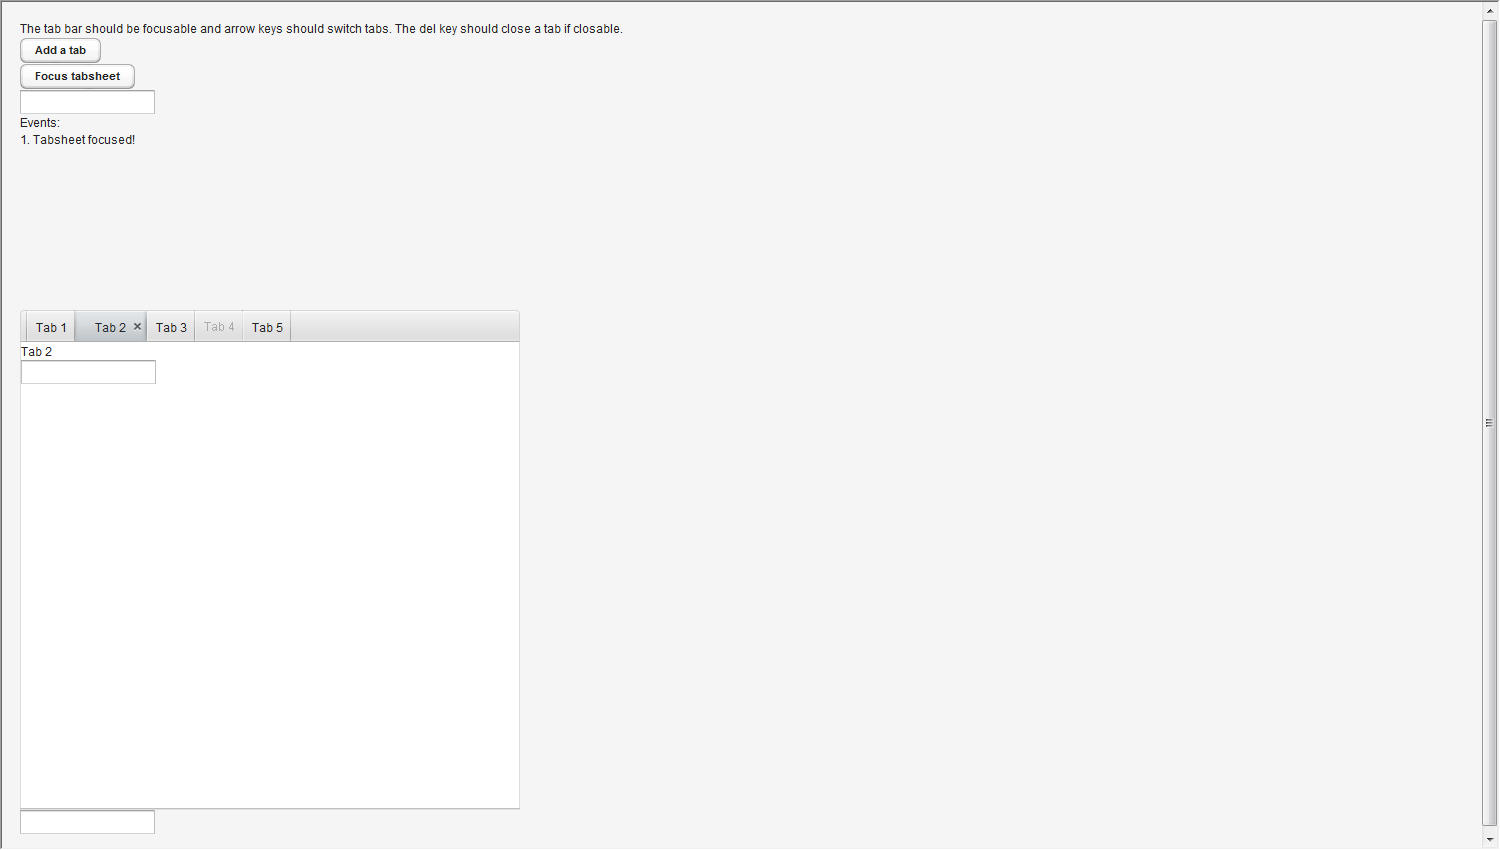 The tab bar should be focusable and arrow keys should switch tabs. The del key should close a tab if closable.
Add a tab
Focus tabsheet
Events:
1. Tabsheet focused!
Tab 1 Tab 2 Tab 3 Tab 4 Tab 5
Tab 2